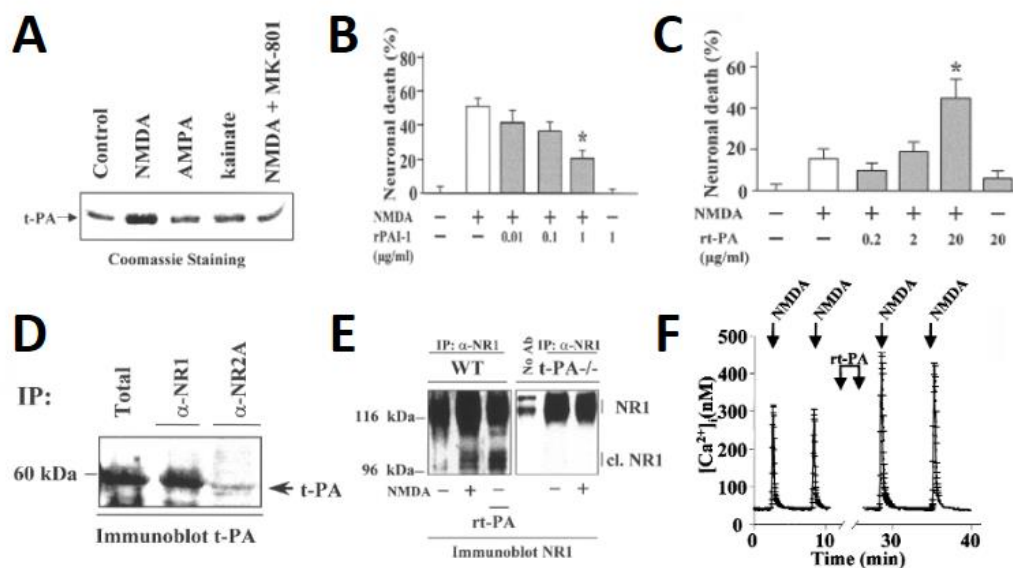 A
Control
NMDA
AMPA
kainate
NMDA + MK-801
t-PA
Coomassie Staining
B
Neuronal death (%)
80
60
40
20
0
*
NMDA – + + + + –
rPAI-1 – – 0.01 0.1 1 1
(µg/ml)
C
Neuronal death (%)
60
40
20
0
*
NMDA – + + + + –
rt-PA – – 0.2 2 20 20
(µg/ml)
D
IP:
Total
α-NR1
α-NR2A
60 kDa
t-PA
Immunoblot t-PA
E
IP: α-NR1
WT
No Ab
IP: α-NR1
t-PA-/-
116 kDa
NR1
cl. NR1
96 kDa
NMDA – + – – +
rt-PA
Immunoblot NR1
F
NMDA
NMDA
NMDA
NMDA
rt-PA
[Ca²⁺]ᵢ(nM)
500
400
300
200
100
0
0 10 30 40
Time (min)